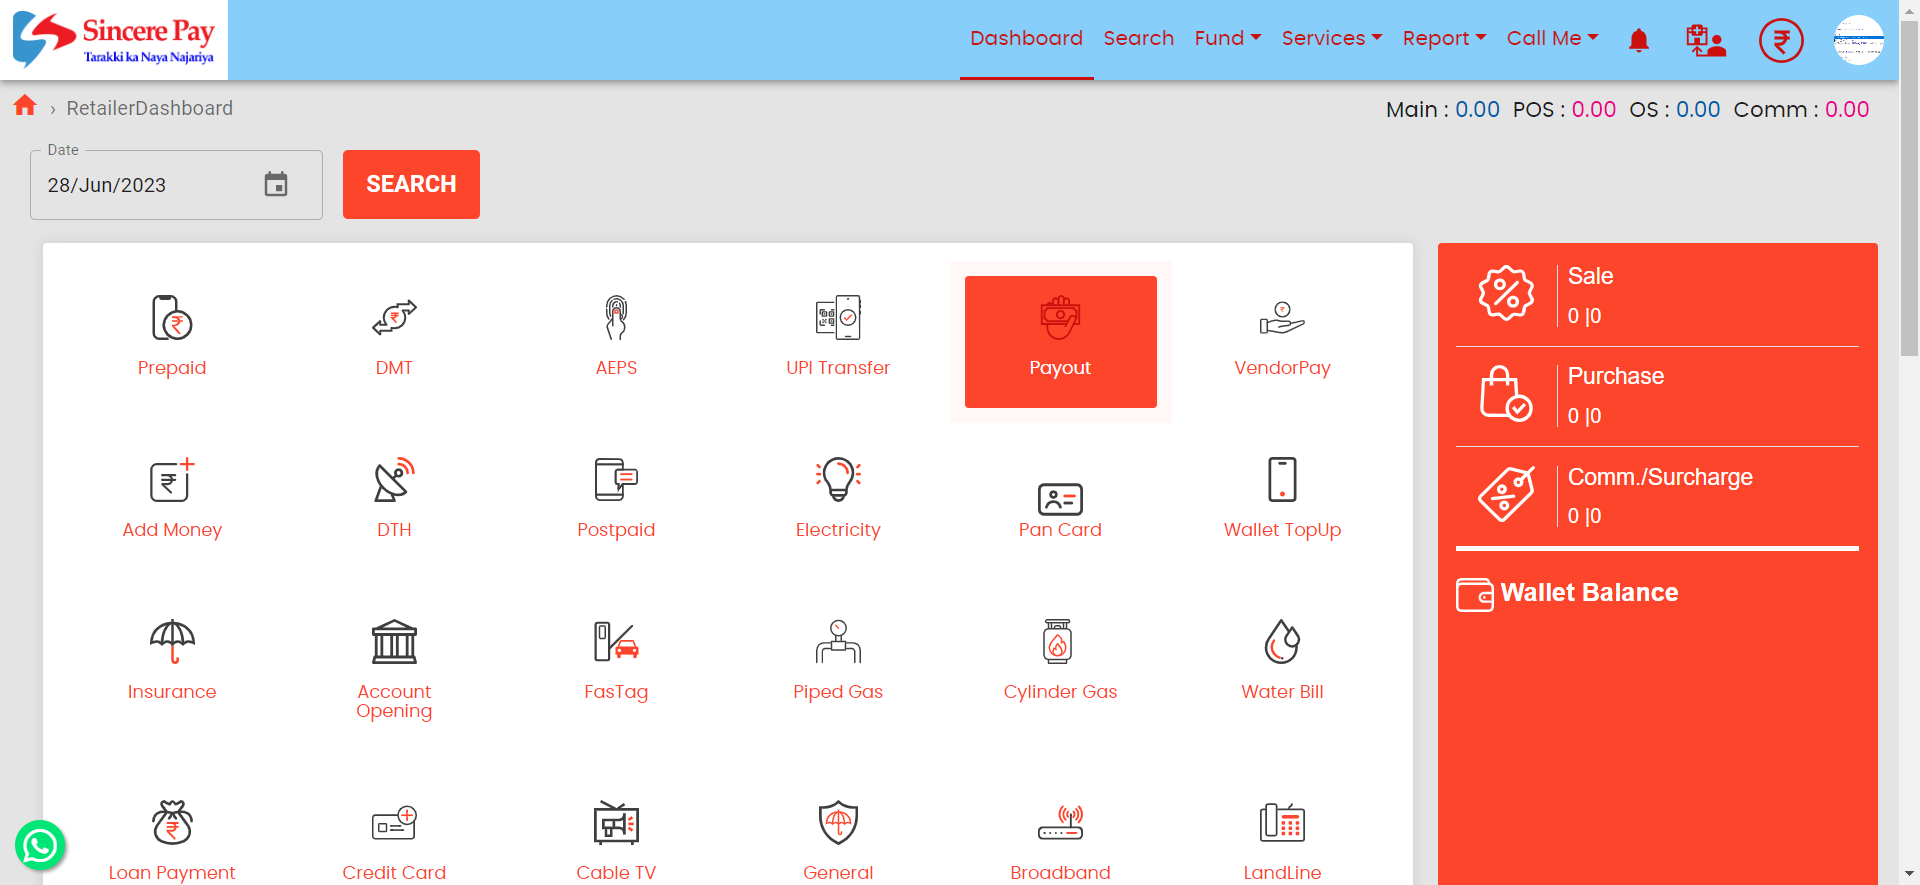 Sincere Pay
Tarakki ka Naya Najariya
Dashboard Search Fund Services Report Call Me
› RetailerDashboard
Main : 0.00 POS : 0.00 OS : 0.00 Comm : 0.00
Date
28/Jun/2023
SEARCH
Prepaid
DMT
AEPS
UPI Transfer
Payout
VendorPay
Add Money
DTH
Postpaid
Electricity
Pan Card
Wallet TopUp
Insurance
Account
Opening
FasTag
Piped Gas
Cylinder Gas
Water Bill
Loan Payment
Credit Card
Cable TV
General
Broadband
LandLine
Sale
0 |0
Purchase
0 |0
Comm./Surcharge
0 |0
Wallet Balance